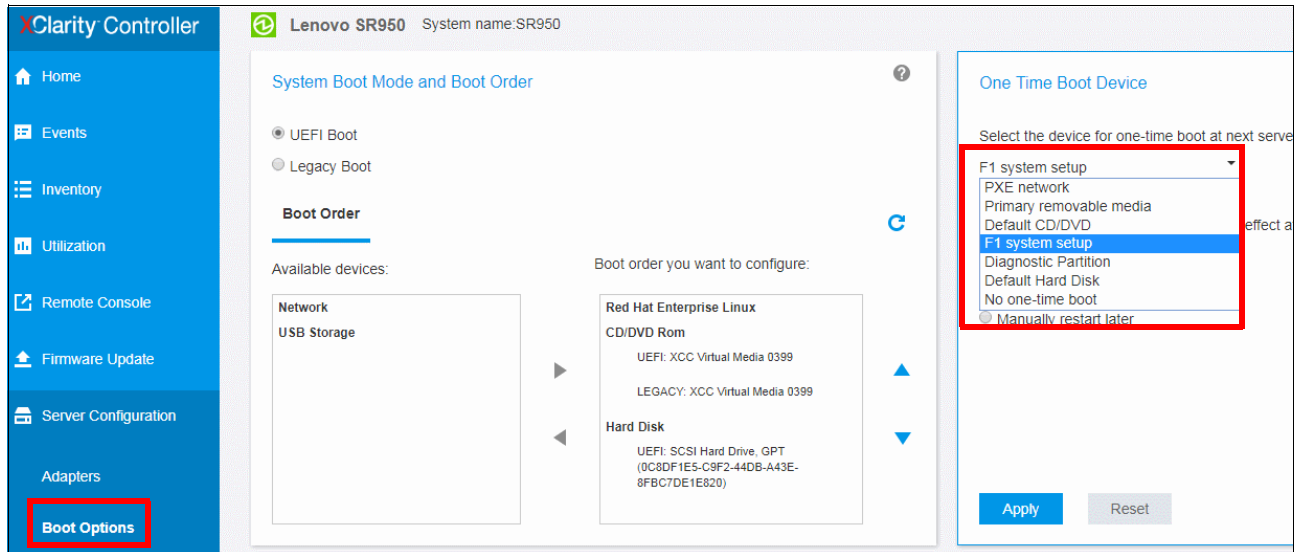 XClarity Controller
Lenovo SR950 System name:SR950
Home
Events
Inventory
Utilization
Remote Console
Firmware Update
Server Configuration
Adapters
Boot Options
System Boot Mode and Boot Order
?
UEFI Boot
Legacy Boot
Boot Order
Available devices:
Network
USB Storage
Boot order you want to configure:
Red Hat Enterprise Linux
CD/DVD Rom
UEFI: XCC Virtual Media 0399
LEGACY: XCC Virtual Media 0399
Hard Disk
UEFI: SCSI Hard Drive, GPT
(0C8DF1E5-C9F2-44DB-A43E-
8FBC7DE1E820)
One Time Boot Device
Select the device for one-time boot at next serve
F1 system setup
PXE network
Primary removable media
Default CD/DVD
effect a
F1 system setup
Diagnostic Partition
Default Hard Disk
No one-time boot
Manually restart later
Apply
Reset